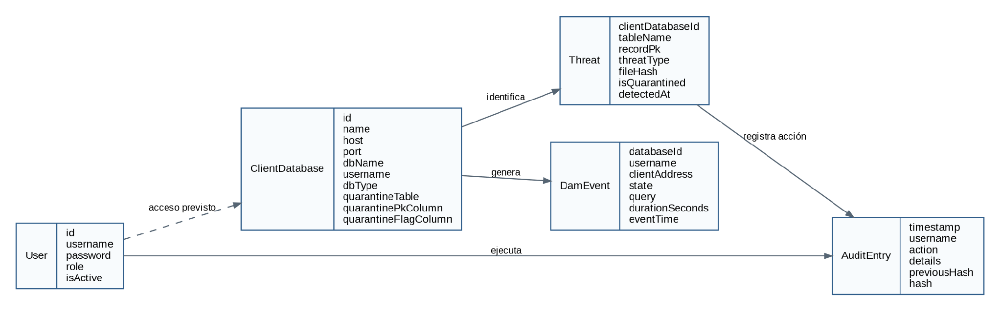 Threat
clientDatabaseId
tableName
recordPk
threatType
fileHash
isQuarantined
detectedAt
identifica
registra acción
ClientDatabase
id
name
host
port
dbName
username
dbType
quarantineTable
quarantinePkColumn
quarantineFlagColumn
genera
DamEvent
databaseId
username
clientAddress
state
query
durationSeconds
eventTime
acceso previsto
User
id
username
password
role
isActive
ejecuta
AuditEntry
timestamp
username
action
details
previousHash
hash